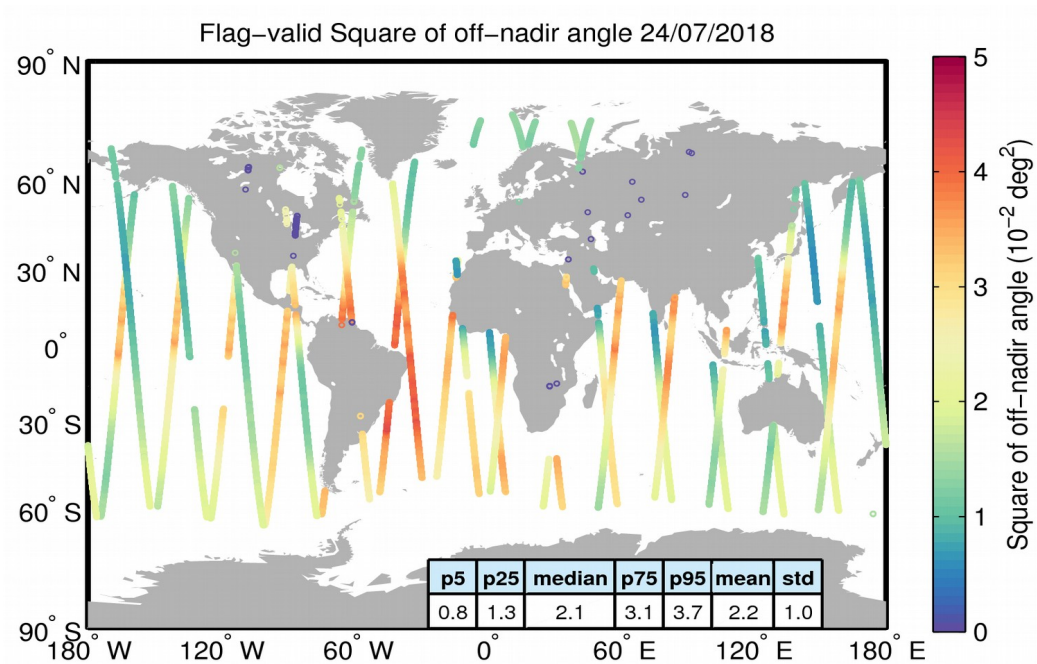 Flag−valid Square of off−nadir angle 24/07/2018
90° N
60° N
30° N
0°
30° S
60° S
90° S
180° W
120° W
60° W
0°
60° E
120° E
180° E
p5 p25 median p75 p95 mean std
0.8 1.3 2.1 3.1 3.7 2.2 1.0
5
4
3
2
1
0
Square of off−nadir angle (10⁻² deg²)